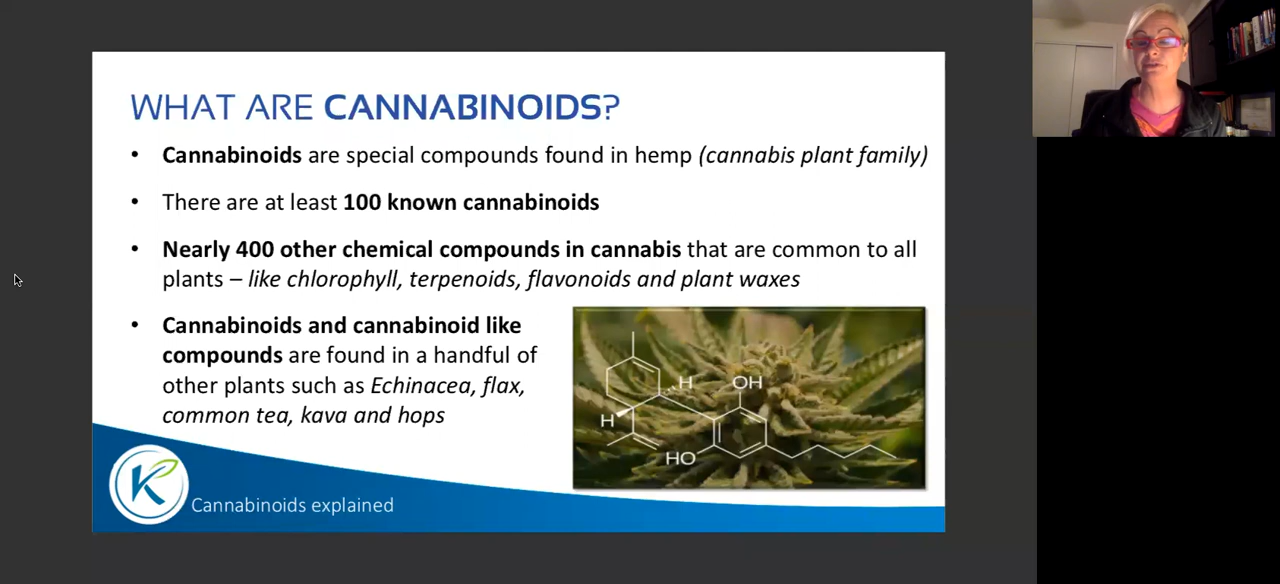 WHAT ARE CANNABINOIDS?
• Cannabinoids are special compounds found in hemp (cannabis plant family)
• There are at least 100 known cannabinoids
• Nearly 400 other chemical compounds in cannabis that are common to all
plants – like chlorophyll, terpenoids, flavonoids and plant waxes
• Cannabinoids and cannabinoid like
compounds are found in a handful of
other plants such as Echinacea, flax,
common tea, kava and hops
H
OH
H
HO
K
Cannabinoids explained